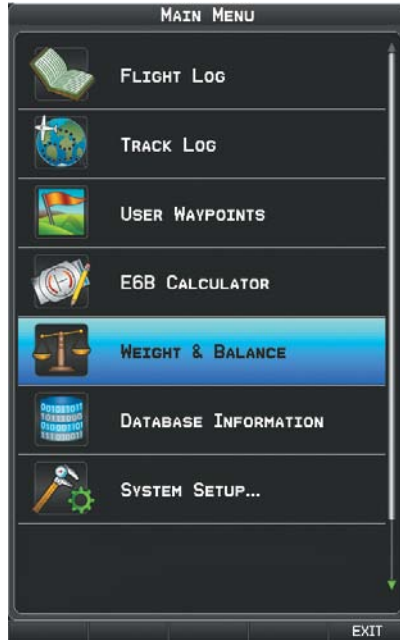 MAIN MENU
FLIGHT LOG
TRACK LOG
USER WAYPOINTS
E6B CALCULATOR
WEIGHT & BALANCE
DATABASE INFORMATION
SYSTEM SETUP...
EXIT